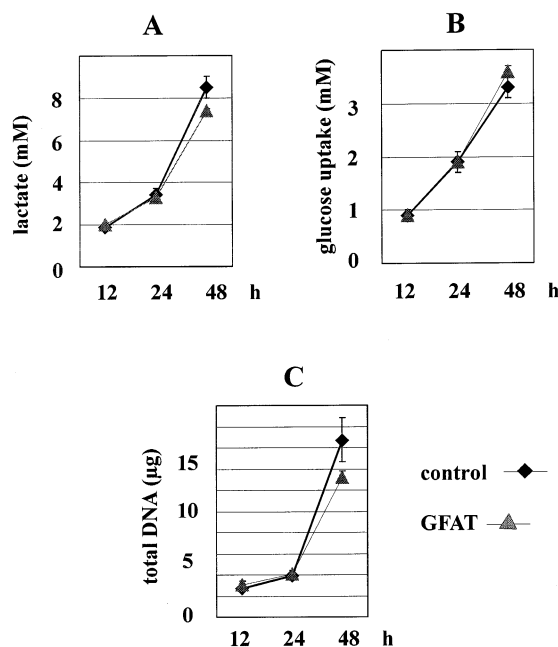 A
B
lactate (mM)
8
6
4
2
0
12 24 48 h
glucose uptake (mM)
3
2
1
0
12 24 48 h
C
total DNA (µg)
15
10
5
0
12 24 48 h
control
GFAT